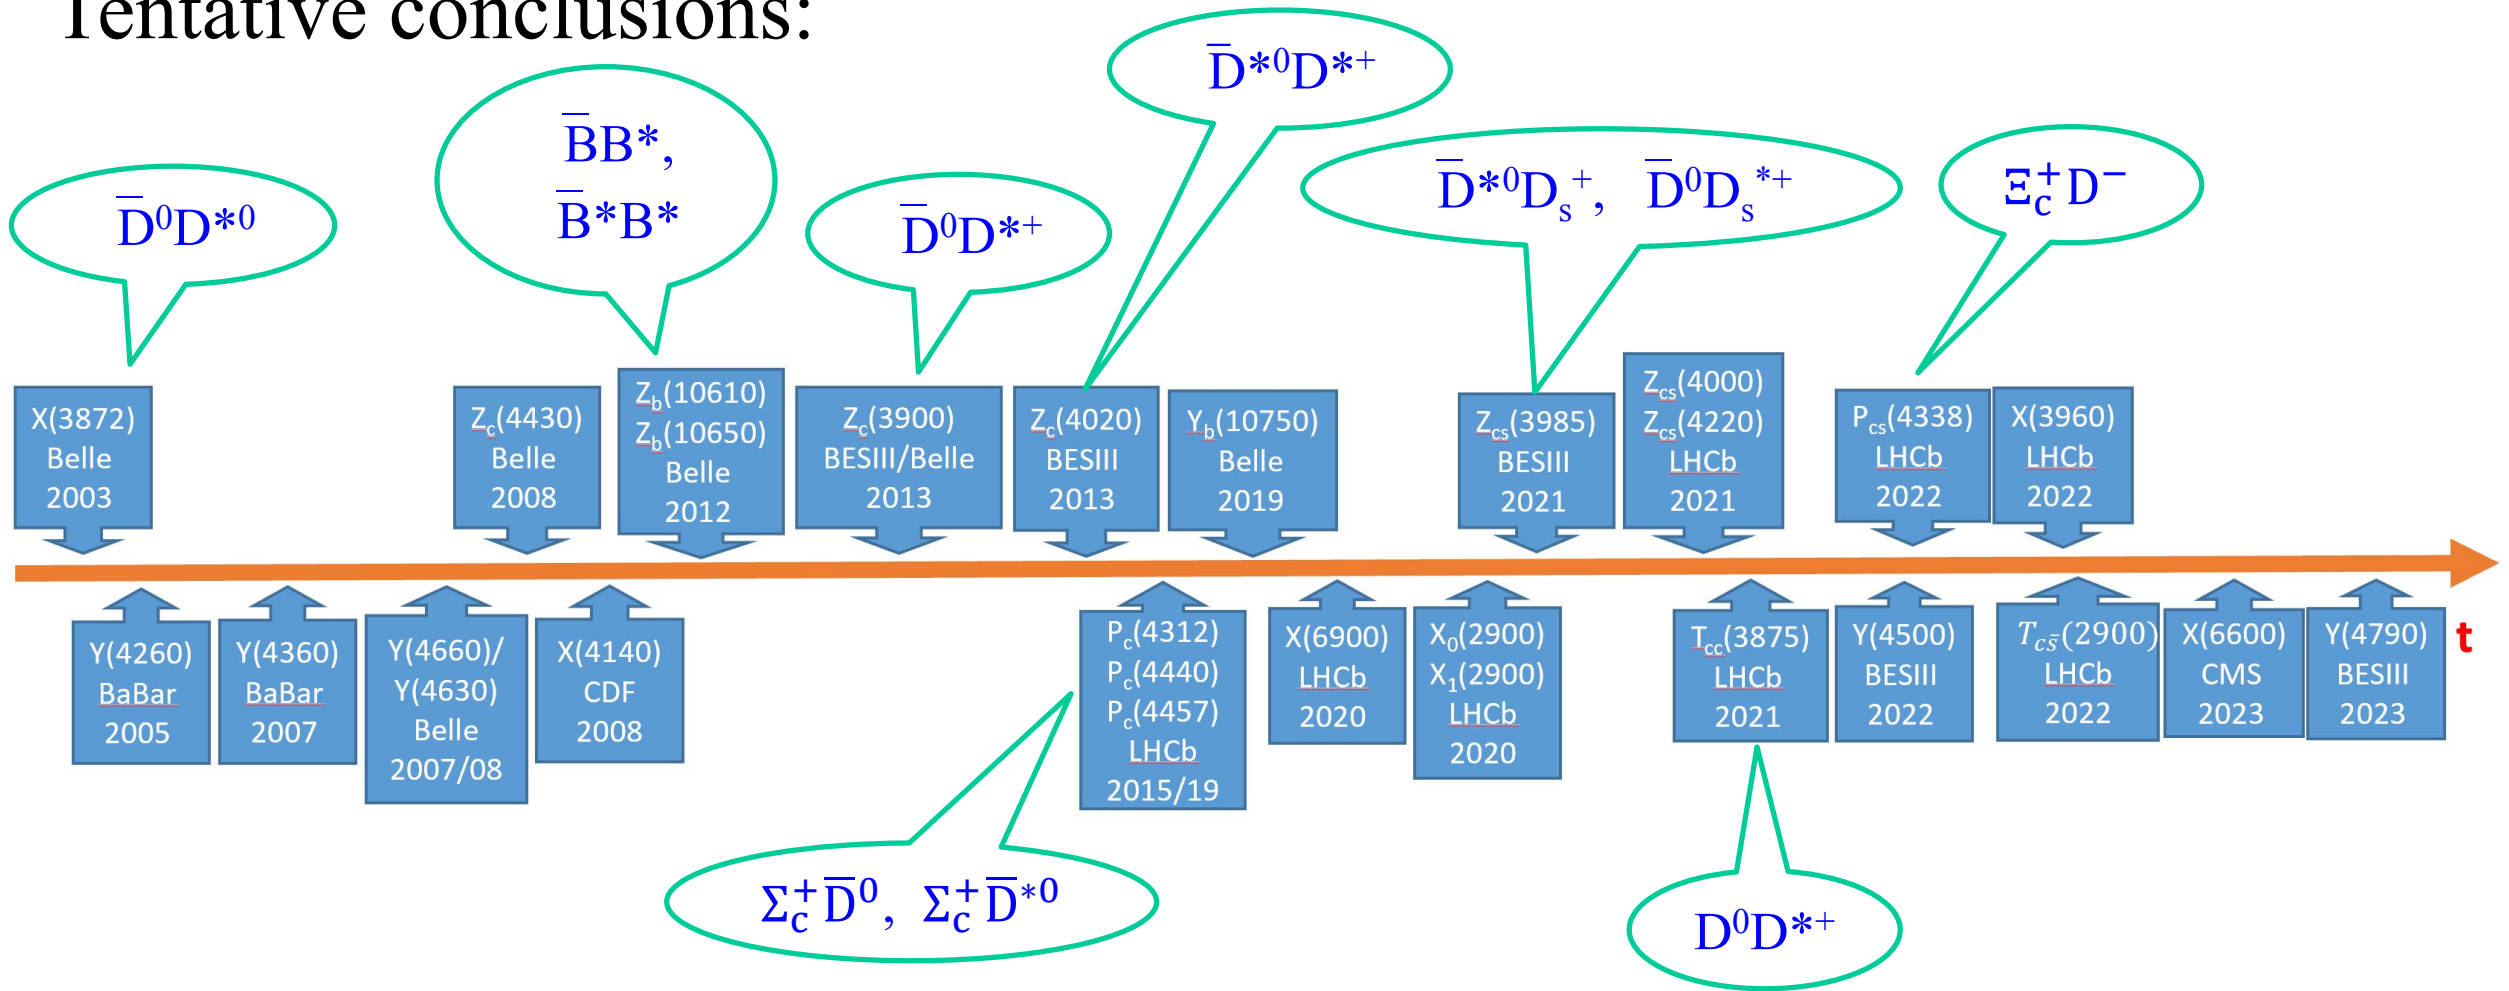 Tentative conclusions:
D̅*⁰D*⁺
B̅B*,
B̅*B*
D̅*⁰Dₛ⁺, D̅⁰Dₛ*⁺
Ξc⁺D⁻
D̅⁰D*⁰
D̅⁰D*⁺
X(3872)
Belle
2003
Zc(4430)
Belle
2008
Zb(10610)
Zb(10650)
Belle
2012
Zc(3900)
BESIII/Belle
2013
Zc(4020)
BESIII
2013
Yb(10750)
Belle
2019
Zcs(3985)
BESIII
2021
Zcs(4000)
Zcs(4220)
LHCb
2021
Pcs(4338)
LHCb
2022
X(3960)
LHCb
2022
Y(4260)
BaBar
2005
Y(4360)
BaBar
2007
Y(4660)/
Y(4630)
Belle
2007/08
X(4140)
CDF
2008
Pc(4312)
Pc(4440)
Pc(4457)
LHCb
2015/19
X(6900)
LHCb
2020
X₀(2900)
X₁(2900)
LHCb
2020
Tcc(3875)
LHCb
2021
Y(4500)
BESIII
2022
Tcs̄(2900)
LHCb
2022
X(6600)
CMS
2023
Y(4790)
BESIII
2023
t
Σc⁺D̅⁰, Σc⁺D̅*⁰
D⁰D*⁺